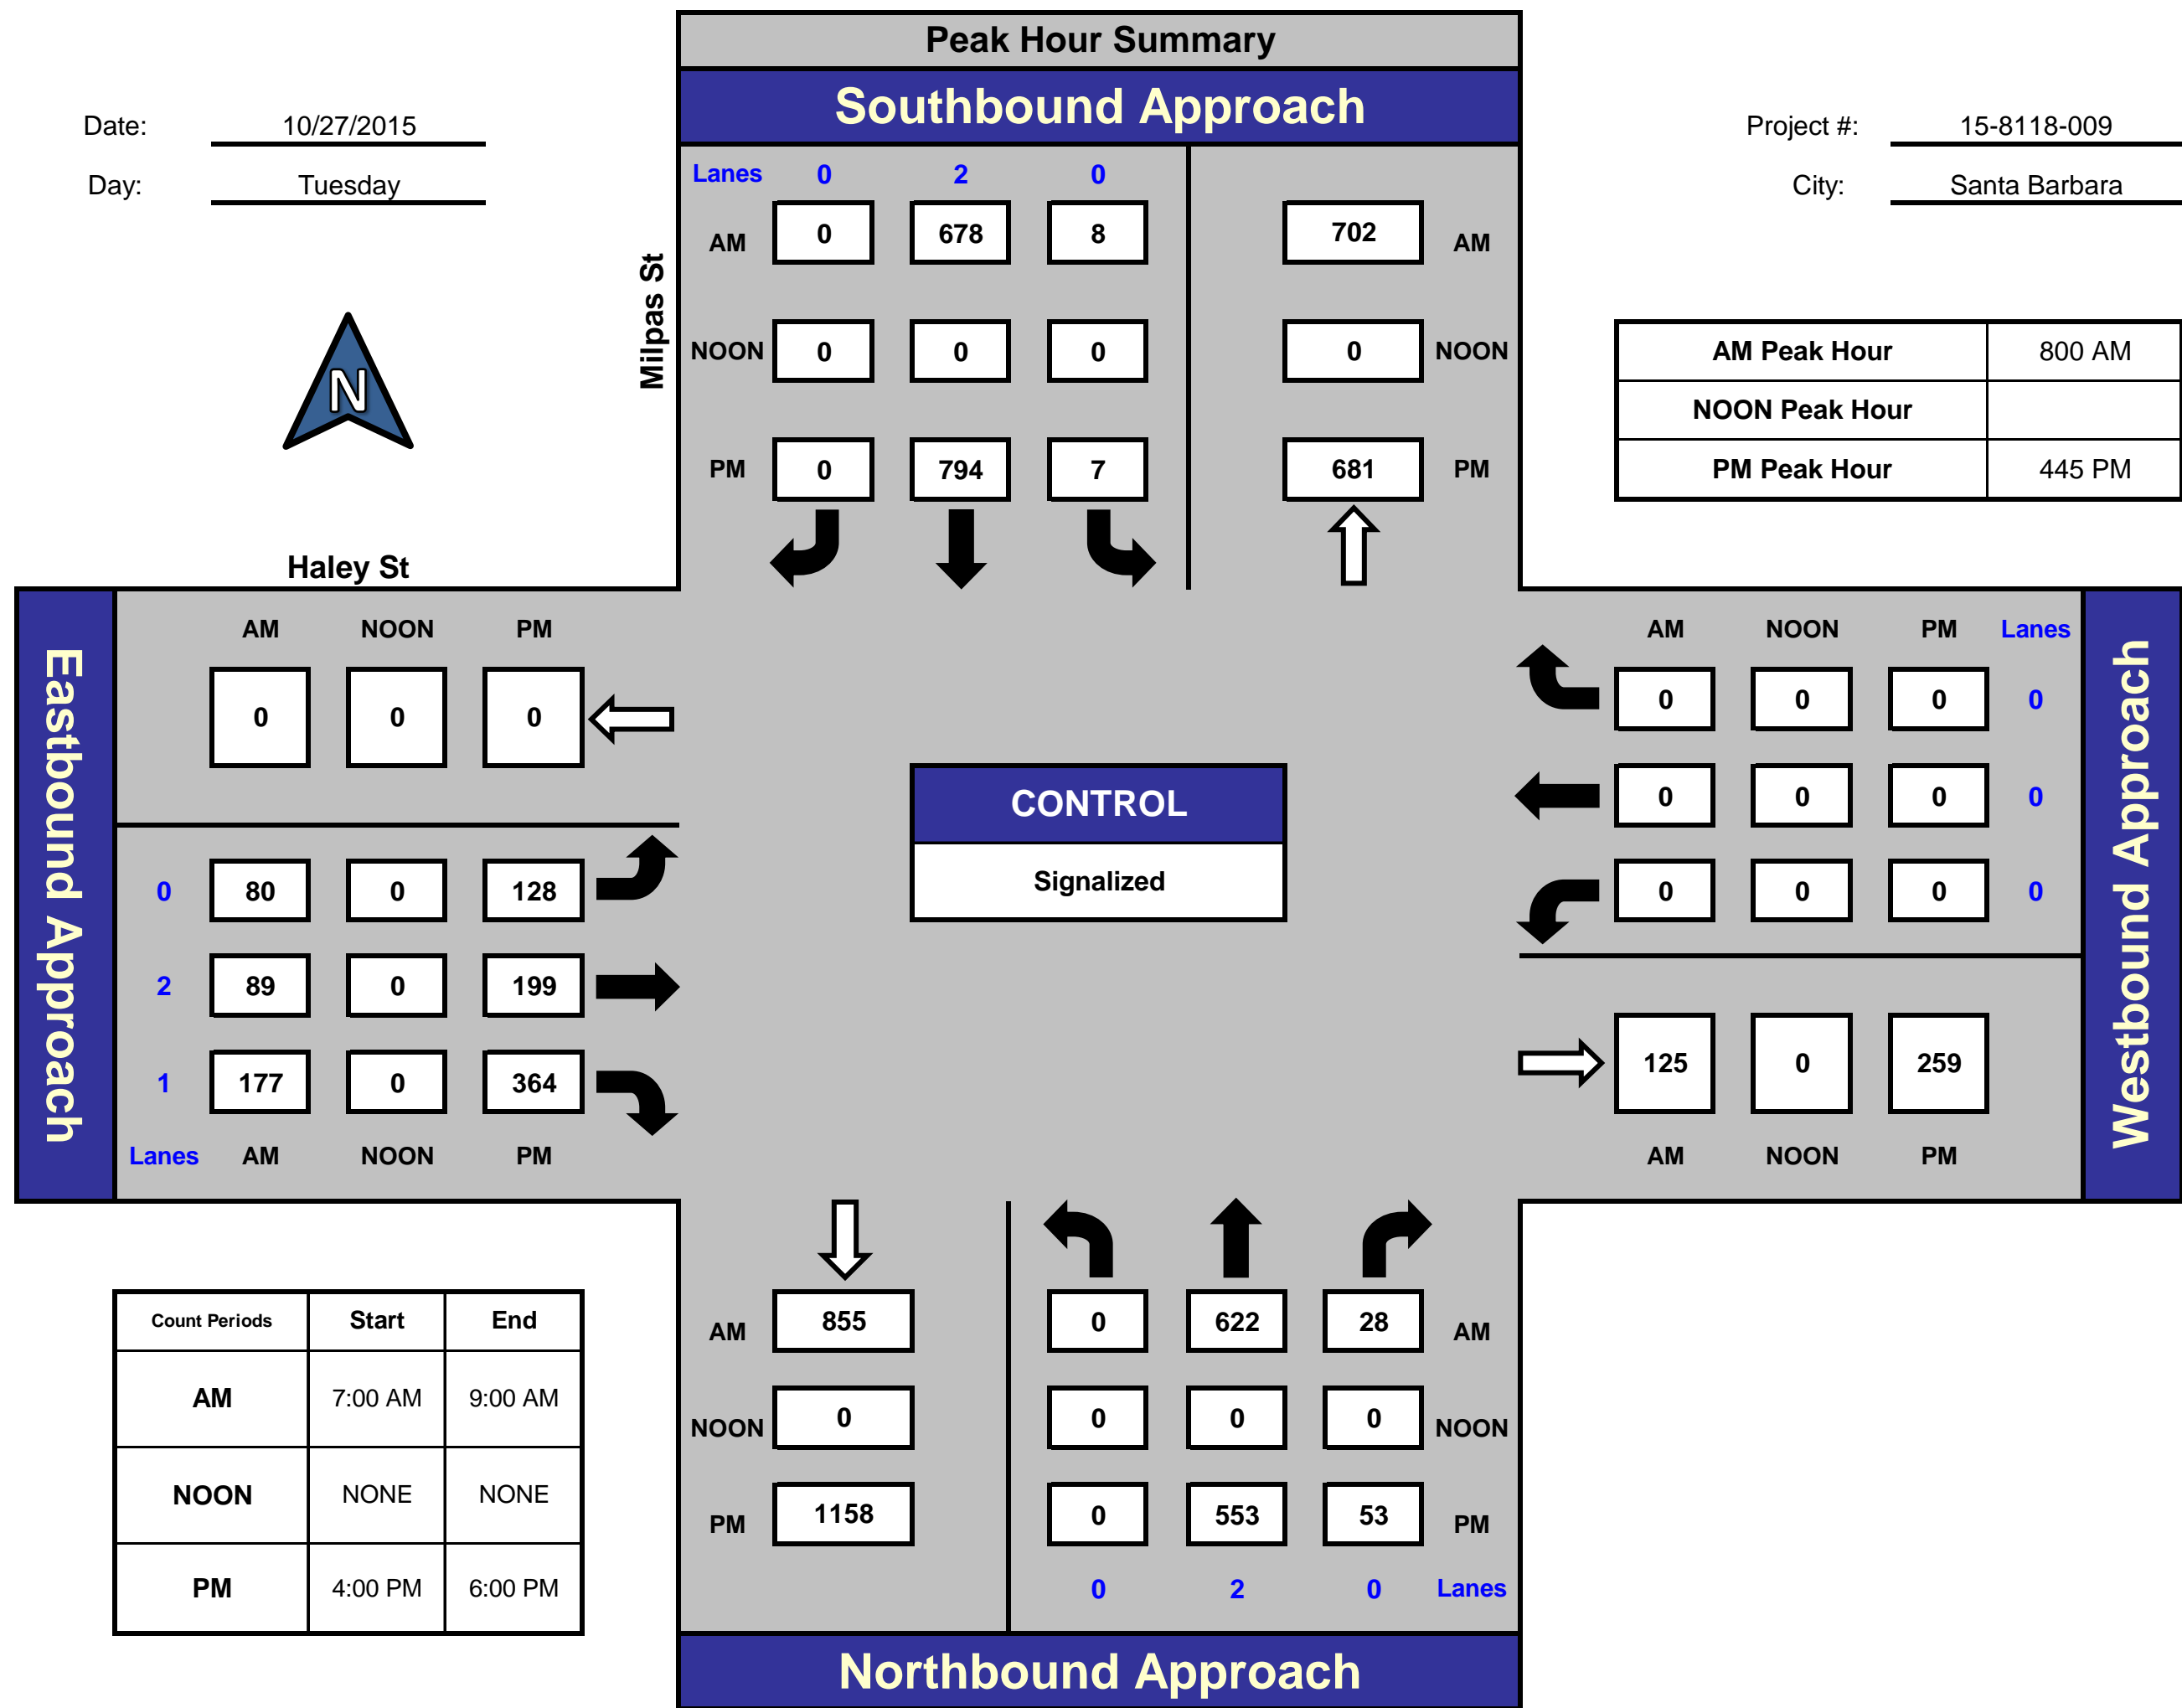 Peak Hour Summary
Southbound Approach
Date: 10/27/2015
Day: Tuesday
Project #: 15-8118-009
City: Santa Barbara
N
Milpas St
Lanes 0 2 0
AM 0 678 8 702 AM
NOON 0 0 0 0 NOON
PM 0 794 7 681 PM
AM Peak Hour 800 AM
NOON Peak Hour
PM Peak Hour 445 PM
Haley St
Eastbound Approach
AM NOON PM
0 0 0
0 80 0 128
2 89 0 199
1 177 0 364
Lanes AM NOON PM
CONTROL
Signalized
AM NOON PM Lanes
0 0 0 0
0 0 0 0
0 0 0 0
125 0 259
AM NOON PM
Westbound Approach
Count Periods Start End
AM 7:00 AM 9:00 AM
NOON NONE NONE
PM 4:00 PM 6:00 PM
AM 855 0 622 28 AM
NOON 0 0 0 0 NOON
PM 1158 0 553 53 PM
0 2 0 Lanes
Northbound Approach